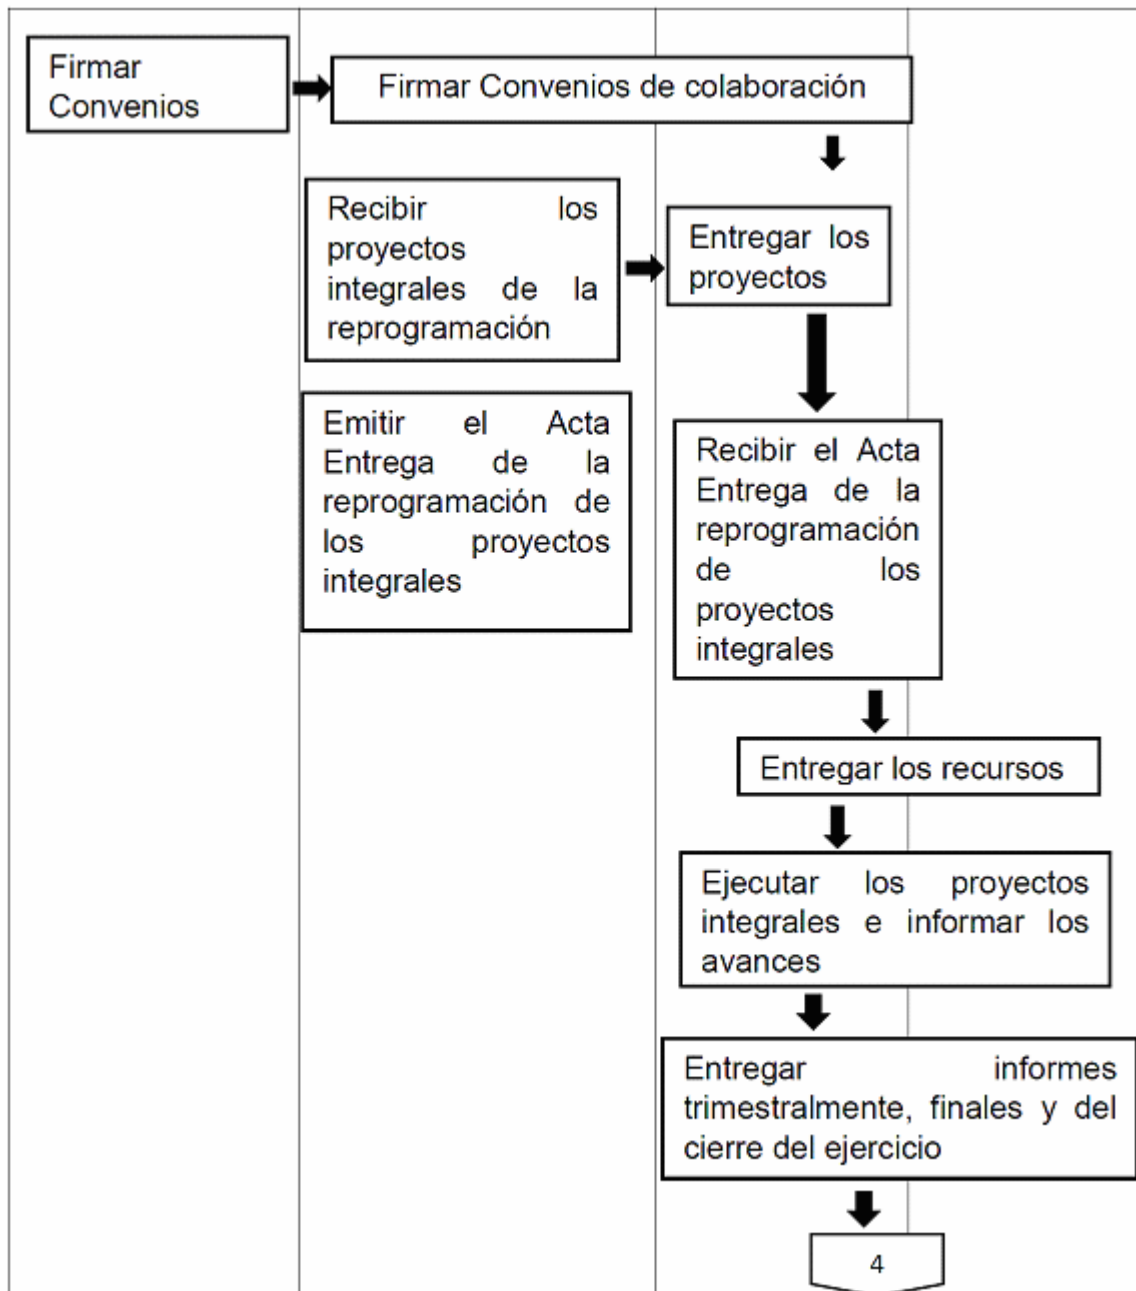 Firmar
Convenios
Firmar Convenios de colaboración
Recibir los
proyectos
integrales de la
reprogramación
Entregar los
proyectos
Emitir el Acta
Entrega de la
reprogramación de
los proyectos
integrales
Recibir el Acta
Entrega de la
reprogramación
de los
proyectos
integrales
Entregar los recursos
Ejecutar los proyectos
integrales e informar los
avances
Entregar informes
trimestralmente, finales y del
cierre del ejercicio
4